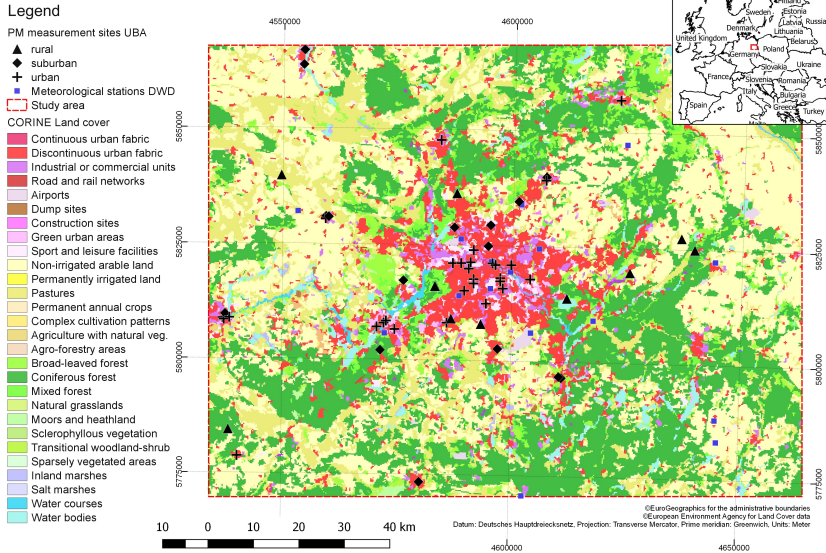 Legend
PM measurement sites UBA
rural
suburban
urban
Meteorological stations DWD
Study area
CORINE Land cover
Continuous urban fabric
Discontinuous urban fabric
Industrial or commercial units
Road and rail networks
Airports
Dump sites
Construction sites
Green urban areas
Sport and leisure facilities
Non-irrigated arable land
Permanently irrigated land
Pastures
Permanent annual crops
Complex cultivation patterns
Agriculture with natural veg.
Agro-forestry areas
Broad-leaved forest
Coniferous forest
Mixed forest
Natural grasslands
Moors and heathland
Sclerophyllous vegetation
Transitional woodland-shrub
Sparsely vegetated areas
Inland marshes
Salt marshes
Water courses
Water bodies
4550000
4600000
5850000
5825000
5800000
5775000
Sweden
Estonia
Latvia
Russia
Denmark
Lithuania
United Kingdom
Belarus
Germany
Poland
Ukraine
Slovakia
France
Slovenia
Romania
Italy
Bulgaria
Spain
Greece
Turkey
5850000
5825000
5800000
5775000
©EuroGeographics for the administrative boundaries
©European Environment Agency for Land Cover data
Datum: Deutsches Hauptdreiecksnetz, Projection: Transverse Mercator, Prime meridian: Greenwich, Units: Meter
10 0 10 20 30 40 km
4600000
4650000